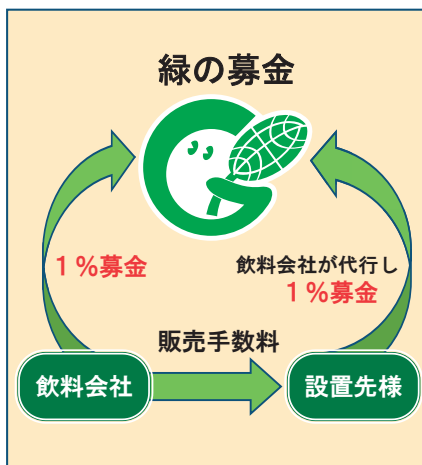 緑の募金
1%募金
飲料会社が代行し
1%募金
販売手数料
飲料会社
設置先様